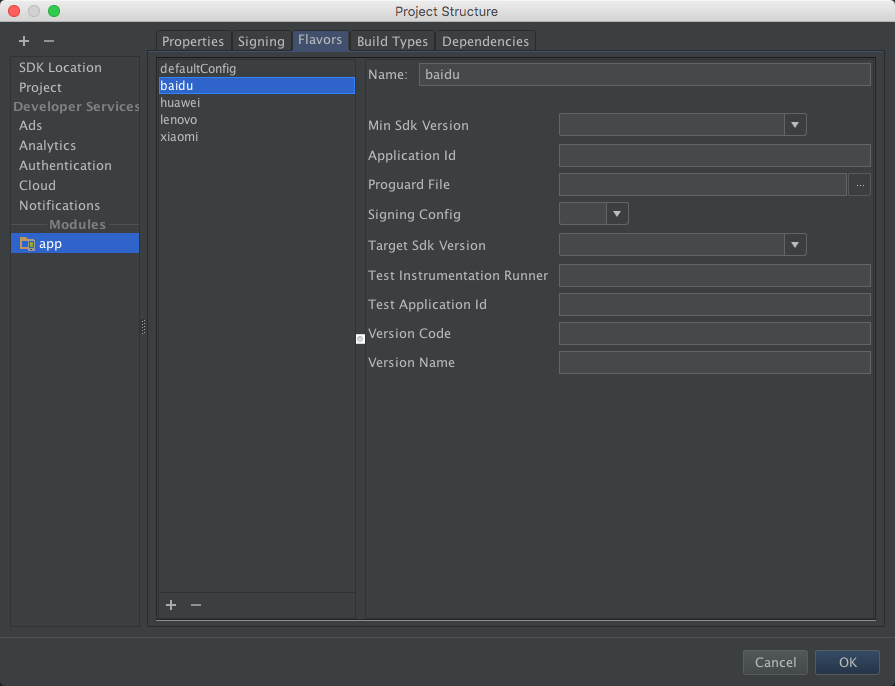 Project Structure
Properties
Signing
Flavors
Build Types
Dependencies
SDK Location
Project
Developer Services
Ads
Analytics
Authentication
Cloud
Notifications
Modules
app
defaultConfig
baidu
huawei
lenovo
xiaomi
Name: baidu
Min Sdk Version
Application Id
Proguard File ...
Signing Config
Target Sdk Version
Test Instrumentation Runner
Test Application Id
Version Code
Version Name
Cancel
OK